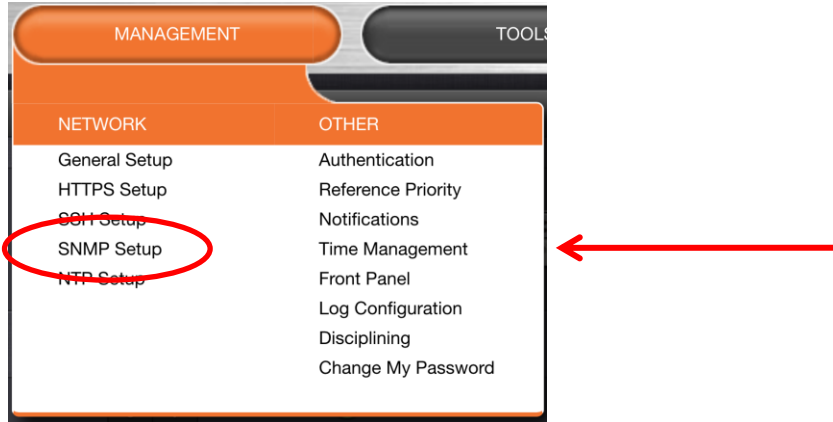 MANAGEMENT
TOOLS
NETWORK
General Setup
HTTPS Setup
SSH Setup
SNMP Setup
NTP Setup
OTHER
Authentication
Reference Priority
Notifications
Time Management
Front Panel
Log Configuration
Disciplining
Change My Password